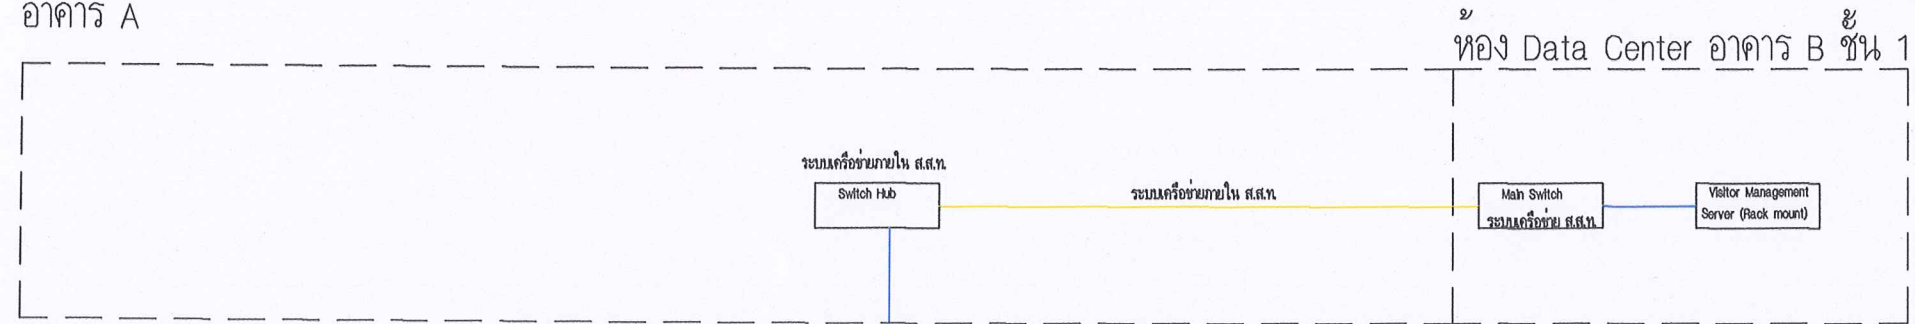 อาคาร A
ห้อง Data Center อาคาร B ชั้น 1
ระบบเครือข่ายภายใน ส.ส.ท.
Switch Hub
ระบบเครือข่ายภายใน ส.ส.ท.
Main Switch
ระบบเครือข่าย ส.ส.ท.
Visitor Management
Server (Rack mount)